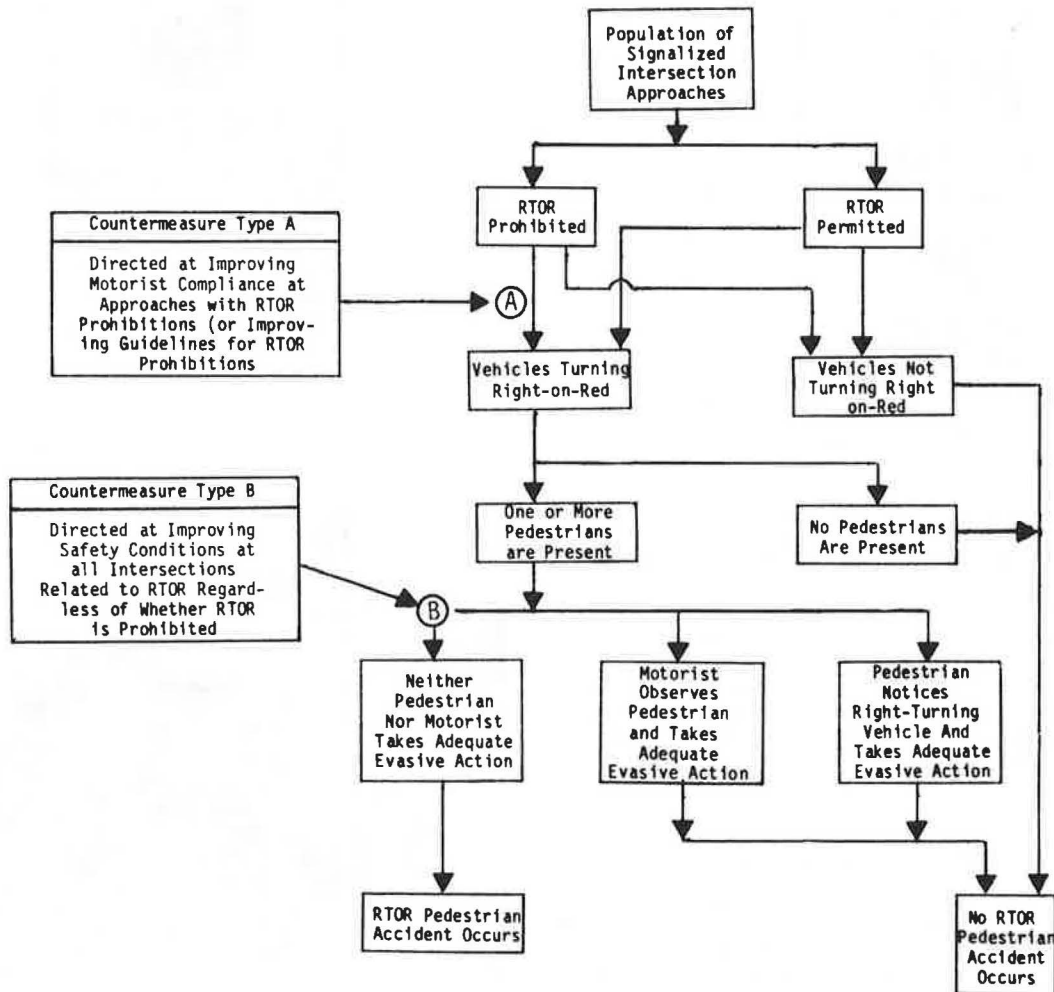 Population of
Signalized
Intersection
Approaches
RTOR
Prohibited
RTOR
Permitted
Countermeasure Type A
Directed at Improving
Motorist Compliance at
Approaches with RTOR
Prohibitions (or Improv-
ing Guidelines for RTOR
Prohibitions
A
Vehicles Turning
Right-on-Red
Vehicles Not
Turning Right
on-Red
Countermeasure Type B
Directed at Improving
Safety Conditions at
all Intersections
Related to RTOR Regard-
less of Whether RTOR
is Prohibited
One or More
Pedestrians
are Present
No Pedestrians
Are Present
B
Neither
Pedestrian
Nor Motorist
Takes Adequate
Evasive Action
Motorist
Observes
Pedestrian
and Takes
Adequate
Evasive Action
Pedestrian
Notices
Right-Turning
Vehicle And
Takes Adequate
Evasive Action
RTOR Pedestrian
Accident Occurs
No RTOR
Pedestrian
Accident
Occurs